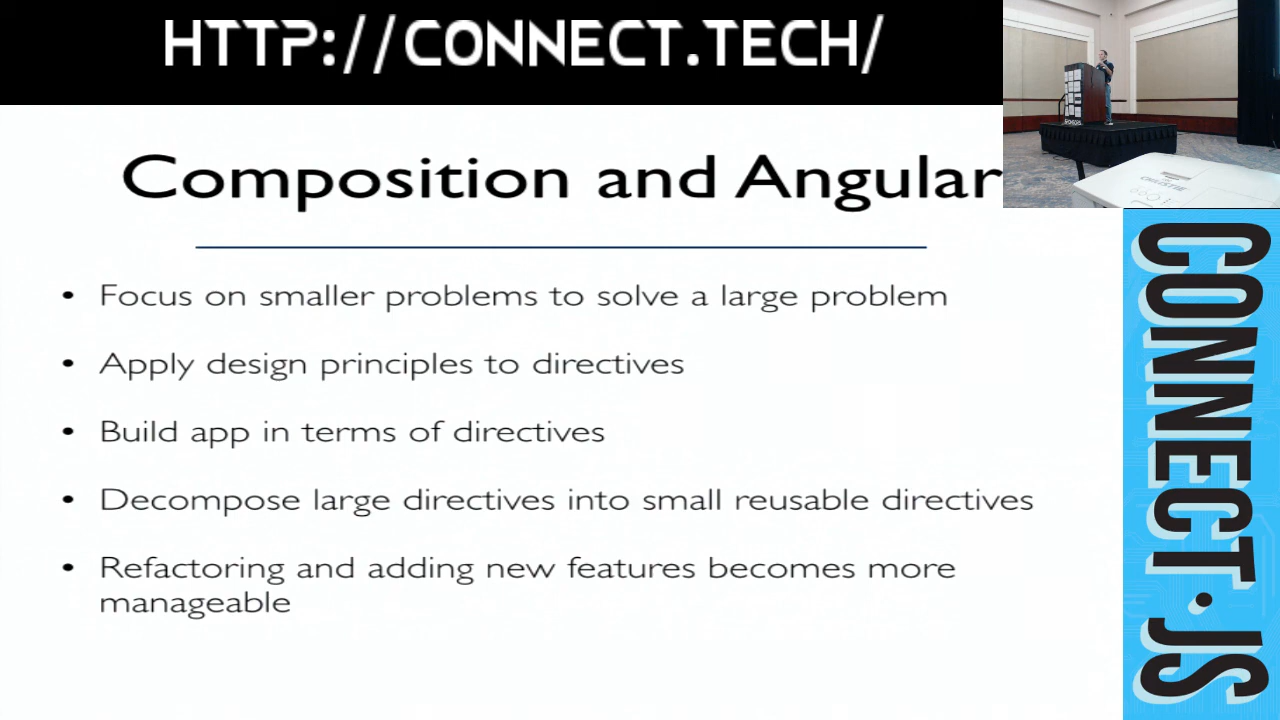 HTTP://CONNECT.TECH/
Composition and Angular
• Focus on smaller problems to solve a large problem
• Apply design principles to directives
• Build app in terms of directives
• Decompose large directives into small reusable directives
• Refactoring and adding new features becomes more
manageable
CONNECT.JS
CHRISTIE